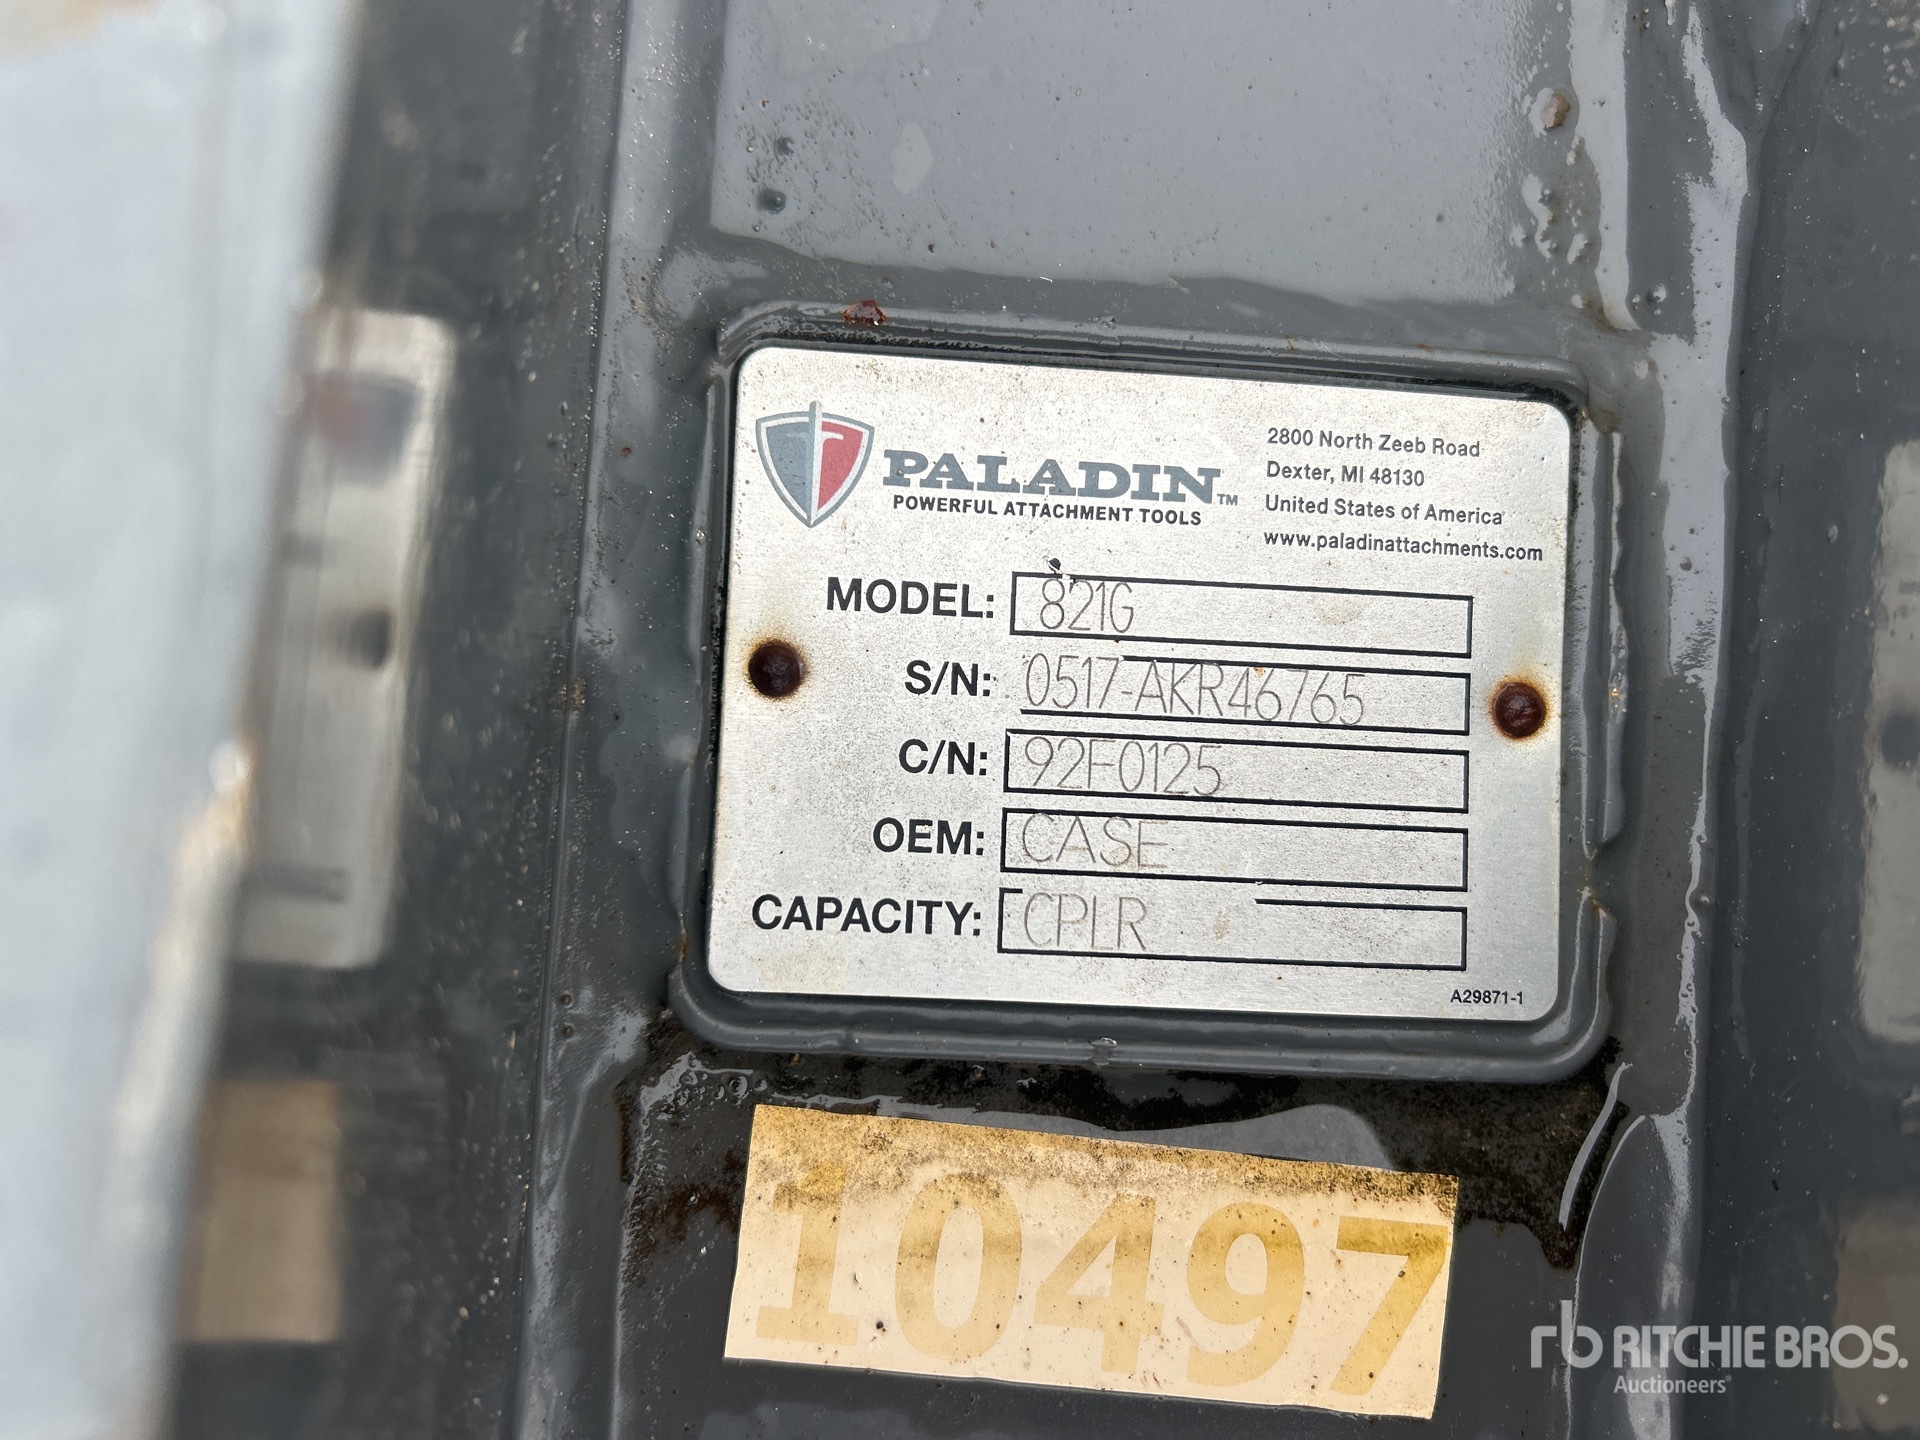 PALADIN™
POWERFUL ATTACHMENT TOOLS
2800 North Zeeb Road
Dexter, MI 48130
United States of America
www.paladinattachments.com
MODEL: 821G
S/N: 0517-AKR46765
C/N: 92F0125
OEM: CASE
CAPACITY: CPLR
A29871-1
10497
rb RITCHIE BROS.
Auctioneers®